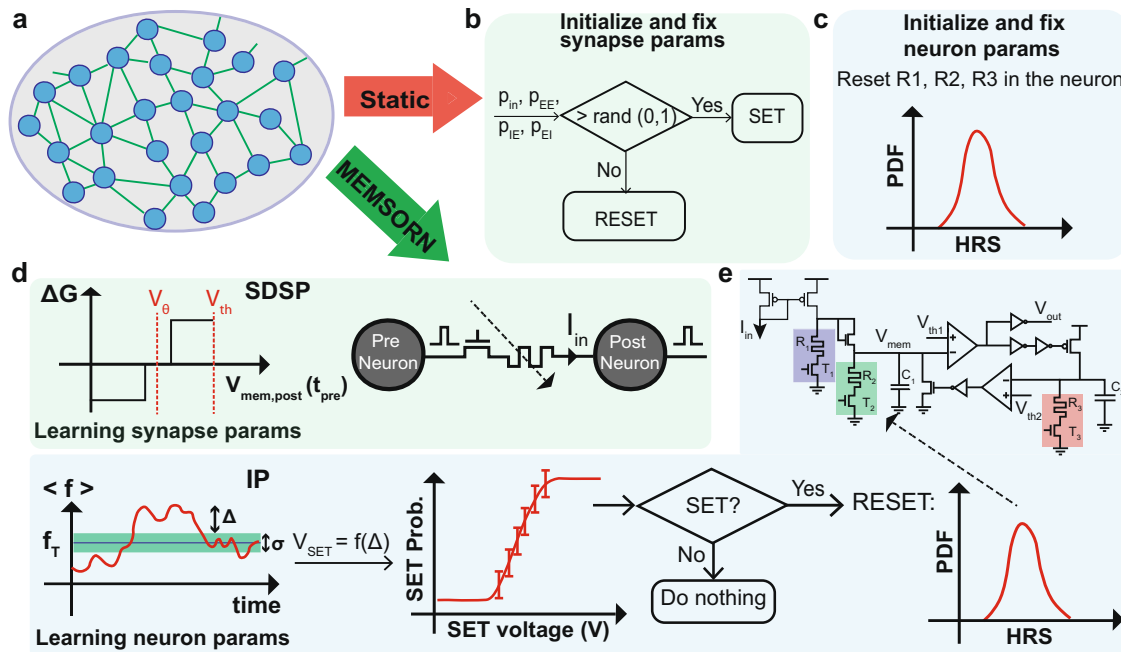 a
Static
MEMSORN
b
Initialize and fix
synapse params
p_in, p_EE,
p_IE, p_EI
> rand (0,1)
Yes
SET
No
RESET
c
Initialize and fix
neuron params
Reset R1, R2, R3 in the neuron
PDF
HRS
d
ΔG
V_θ
V_th
SDSP
V_mem,post (t_pre)
Learning synapse params
Pre
Neuron
I_in
Post
Neuron
e
I_in
R_1
T_1
R_2
T_2
V_mem
C_1
V_th1
V_out
V_th2
R_3
T_3
IP
< f >
f_T
Δ
σ
time
Learning neuron params
V_SET = f(Δ)
SET Prob.
SET voltage (V)
SET?
Yes
No
Do nothing
RESET:
PDF
HRS